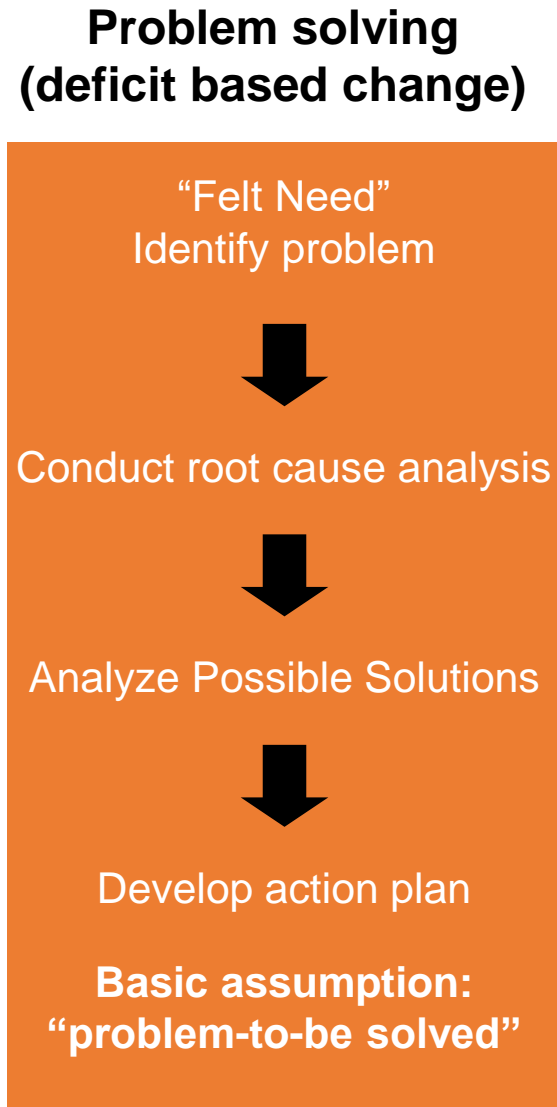 Problem solving
(deficit based change)
“Felt Need”
Identify problem
Conduct root cause analysis
Analyze Possible Solutions
Develop action plan
Basic assumption:
“problem-to-be solved”